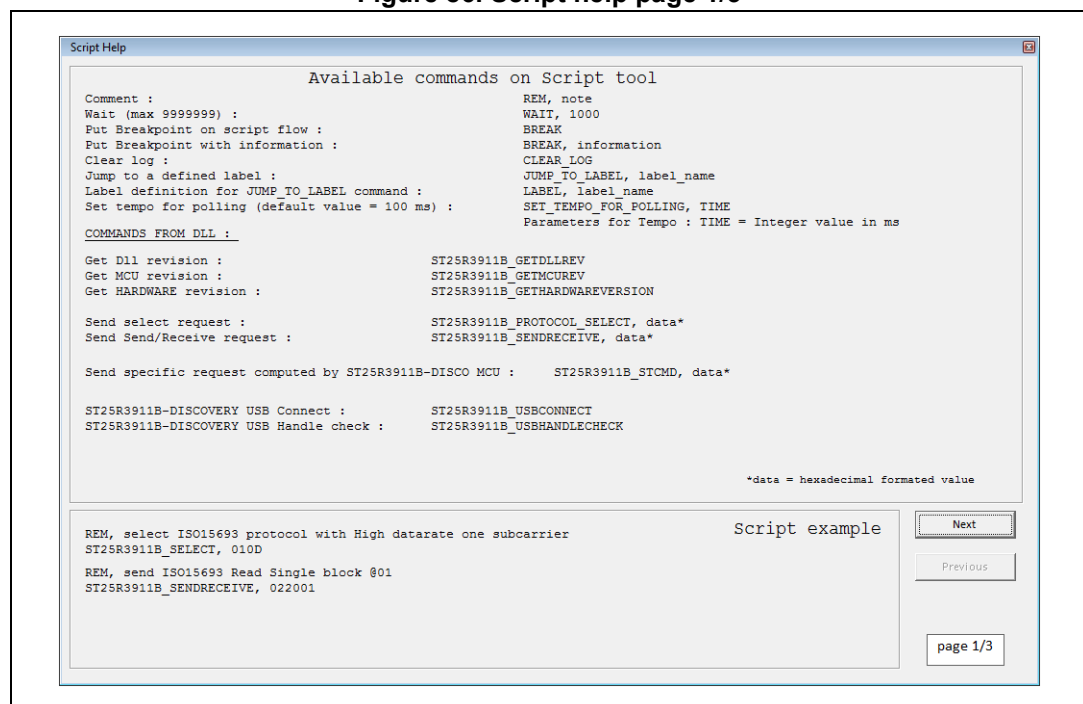 Script Help
Available commands on Script tool
Comment : REM, note
Wait (max 9999999) : WAIT, 1000
Put Breakpoint on script flow : BREAK
Put Breakpoint with information : BREAK, information
Clear log : CLEAR_LOG
Jump to a defined label : JUMP_TO_LABEL, label_name
Label definition for JUMP_TO_LABEL command : LABEL, label_name
Set tempo for polling (default value = 100 ms) : SET_TEMPO_FOR_POLLING, TIME
Parameters for Tempo : TIME = Integer value in ms
COMMANDS FROM DLL :
Get Dll revision : ST25R3911B_GETDLLREV
Get MCU revision : ST25R3911B_GETMCUREV
Get HARDWARE revision : ST25R3911B_GETHARDWAREVERSION
Send select request : ST25R3911B_PROTOCOL_SELECT, data*
Send Send/Receive request : ST25R3911B_SENDRECEIVE, data*
Send specific request computed by ST25R3911B-DISCO MCU : ST25R3911B_STCMD, data*
ST25R3911B-DISCOVERY USB Connect : ST25R3911B_USBCONNECT
ST25R3911B-DISCOVERY USB Handle check : ST25R3911B_USBHANDLECHECK
*data = hexadecimal formated value
Script example
REM, select ISO15693 protocol with High datarate one subcarrier
ST25R3911B_SELECT, 010D
REM, send ISO15693 Read Single block @01
ST25R3911B_SENDRECEIVE, 022001
Next
Previous
page 1/3